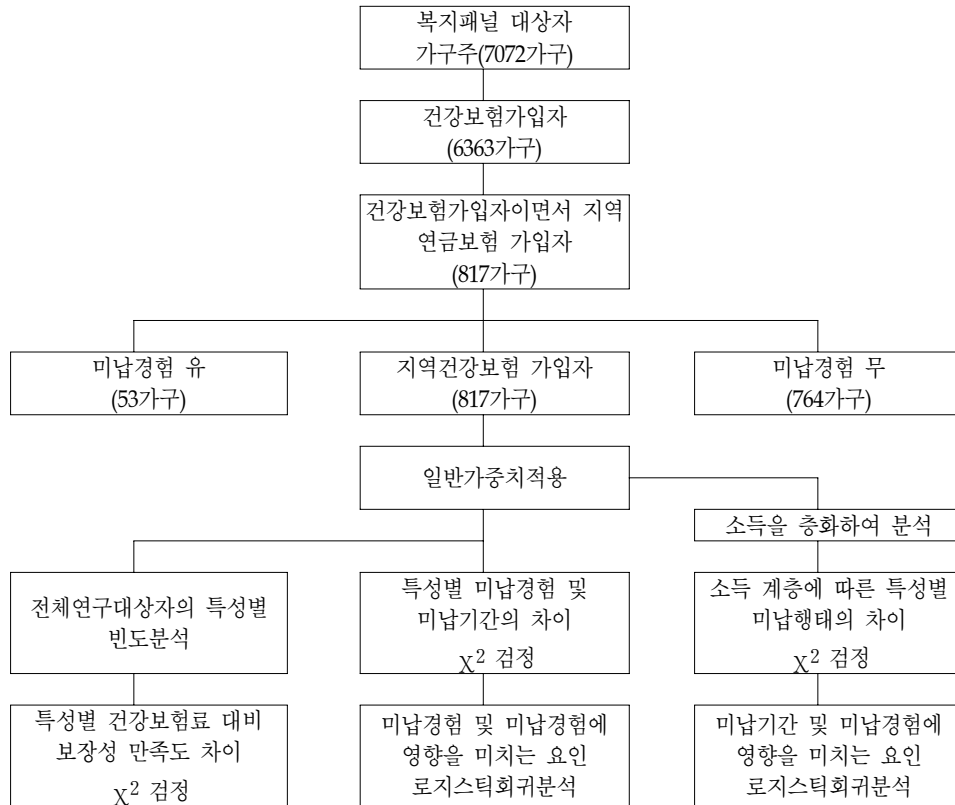 복지패널 대상자
가구주(7072가구)
건강보험가입자
(6363가구)
건강보험가입자이면서 지역
연금보험 가입자
(817가구)
미납경험 유
(53가구)
지역건강보험 가입자
(817가구)
미납경험 무
(764가구)
일반가중치적용
소득을 층화하여 분석
전체연구대상자의 특성별
빈도분석
특성별 미납경험 및
미납기간의 차이
χ² 검정
소득 계층에 따른 특성별
미납행태의 차이
χ² 검정
특성별 건강보험료 대비
보장성 만족도 차이
χ² 검정
미납경험 및 미납경험에
영향을 미치는 요인
로지스틱회귀분석
미납기간 및 미납경험에
영향을 미치는 요인
로지스틱회귀분석